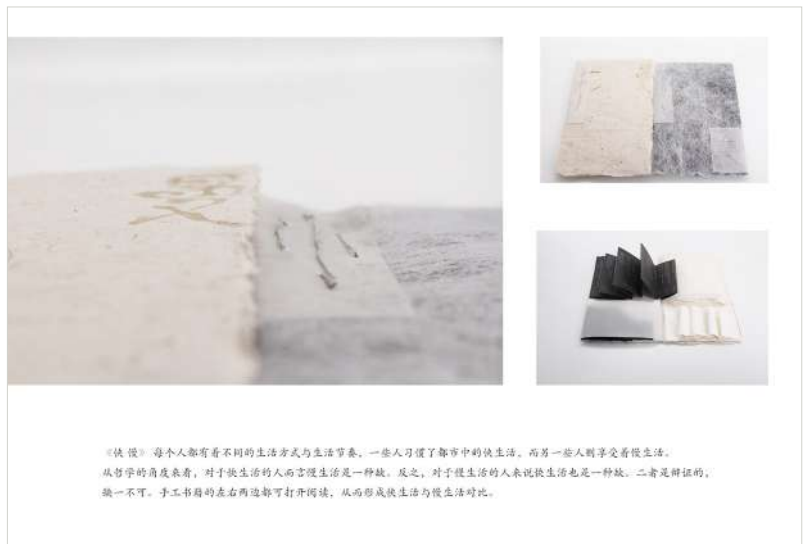 《快 慢》 每个人都有着不同的生活方式与生活节奏，一些人习惯了都市中的快生活，而另一些人则享受着慢生活。
从哲学的角度来看，对于快生活的人而言慢生活是一种缺。反之，对于慢生活的人来说快生活也是一种缺。二者是辩证的，
缺一不可。手工书籍的左右两边都可打开阅读，从而形成快生活与慢生活对比。